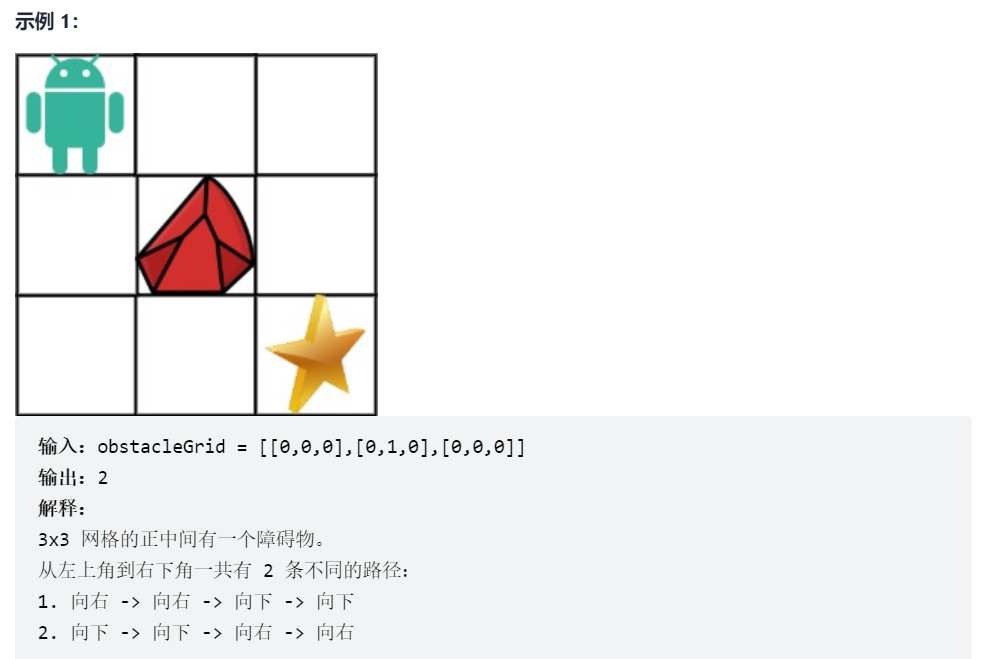 示例 1：
输入：obstacleGrid = [[0,0,0],[0,1,0],[0,0,0]]
输出：2
解释：
3x3 网格的正中间有一个障碍物。
从左上角到右下角一共有 2 条不同的路径：
1. 向右 -> 向右 -> 向下 -> 向下
2. 向下 -> 向下 -> 向右 -> 向右